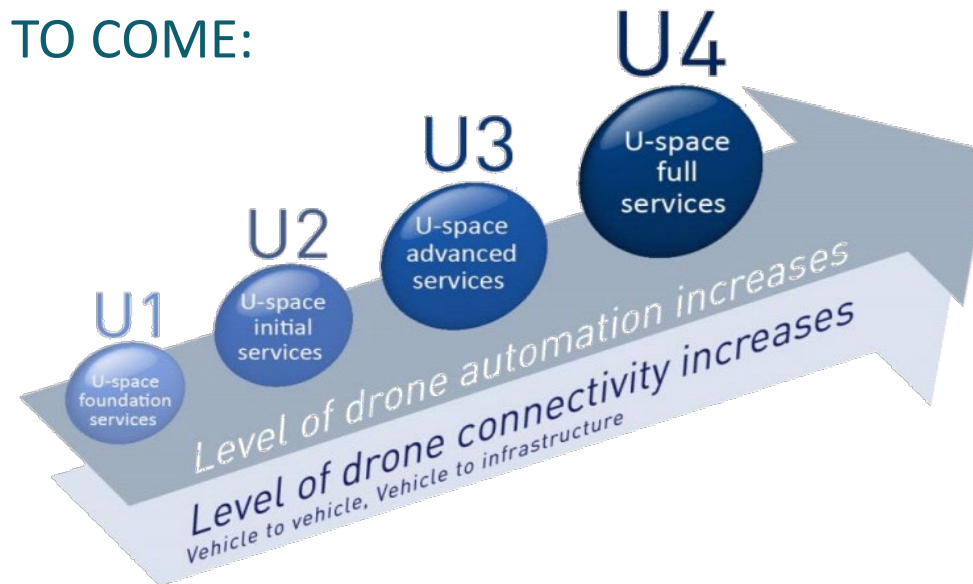 TO COME:
U1
U-space
foundation
services
U2
U-space
initial
services
U3
U-space
advanced
services
U4
U-space
full
services
Level of drone automation increases
Level of drone connectivity increases
Vehicle to vehicle, Vehicle to infrastructure